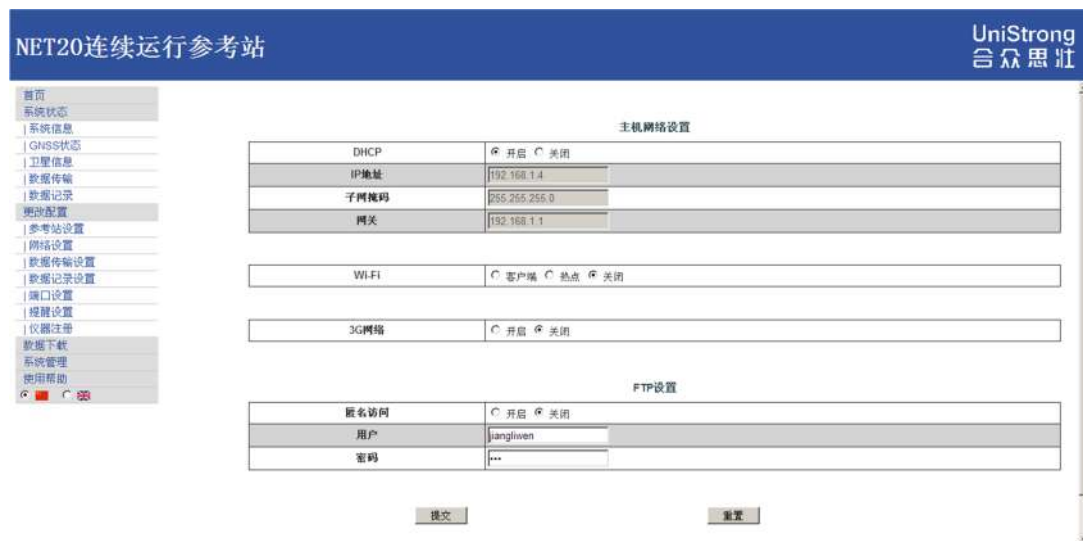 NET20连续运行参考站
UniStrong
合众思壮
首页
系统状态
|系统信息
|GNSS状态
|卫星信息
|数据传输
|数据记录
更改配置
|参考站设置
|网络设置
|数据传输设置
|数据记录设置
|端口设置
|提醒设置
|仪器注册
数据下载
系统管理
使用帮助
主机网络设置
DHCP 开启 关闭
IP地址 192.168.1.4
子网掩码 255.255.255.0
网关 192.168.1.1
Wi-Fi 客户端 热点 关闭
3G网络 开启 关闭
FTP设置
匿名访问 开启 关闭
用户 jiangliwen
密码 •••
提交 重置